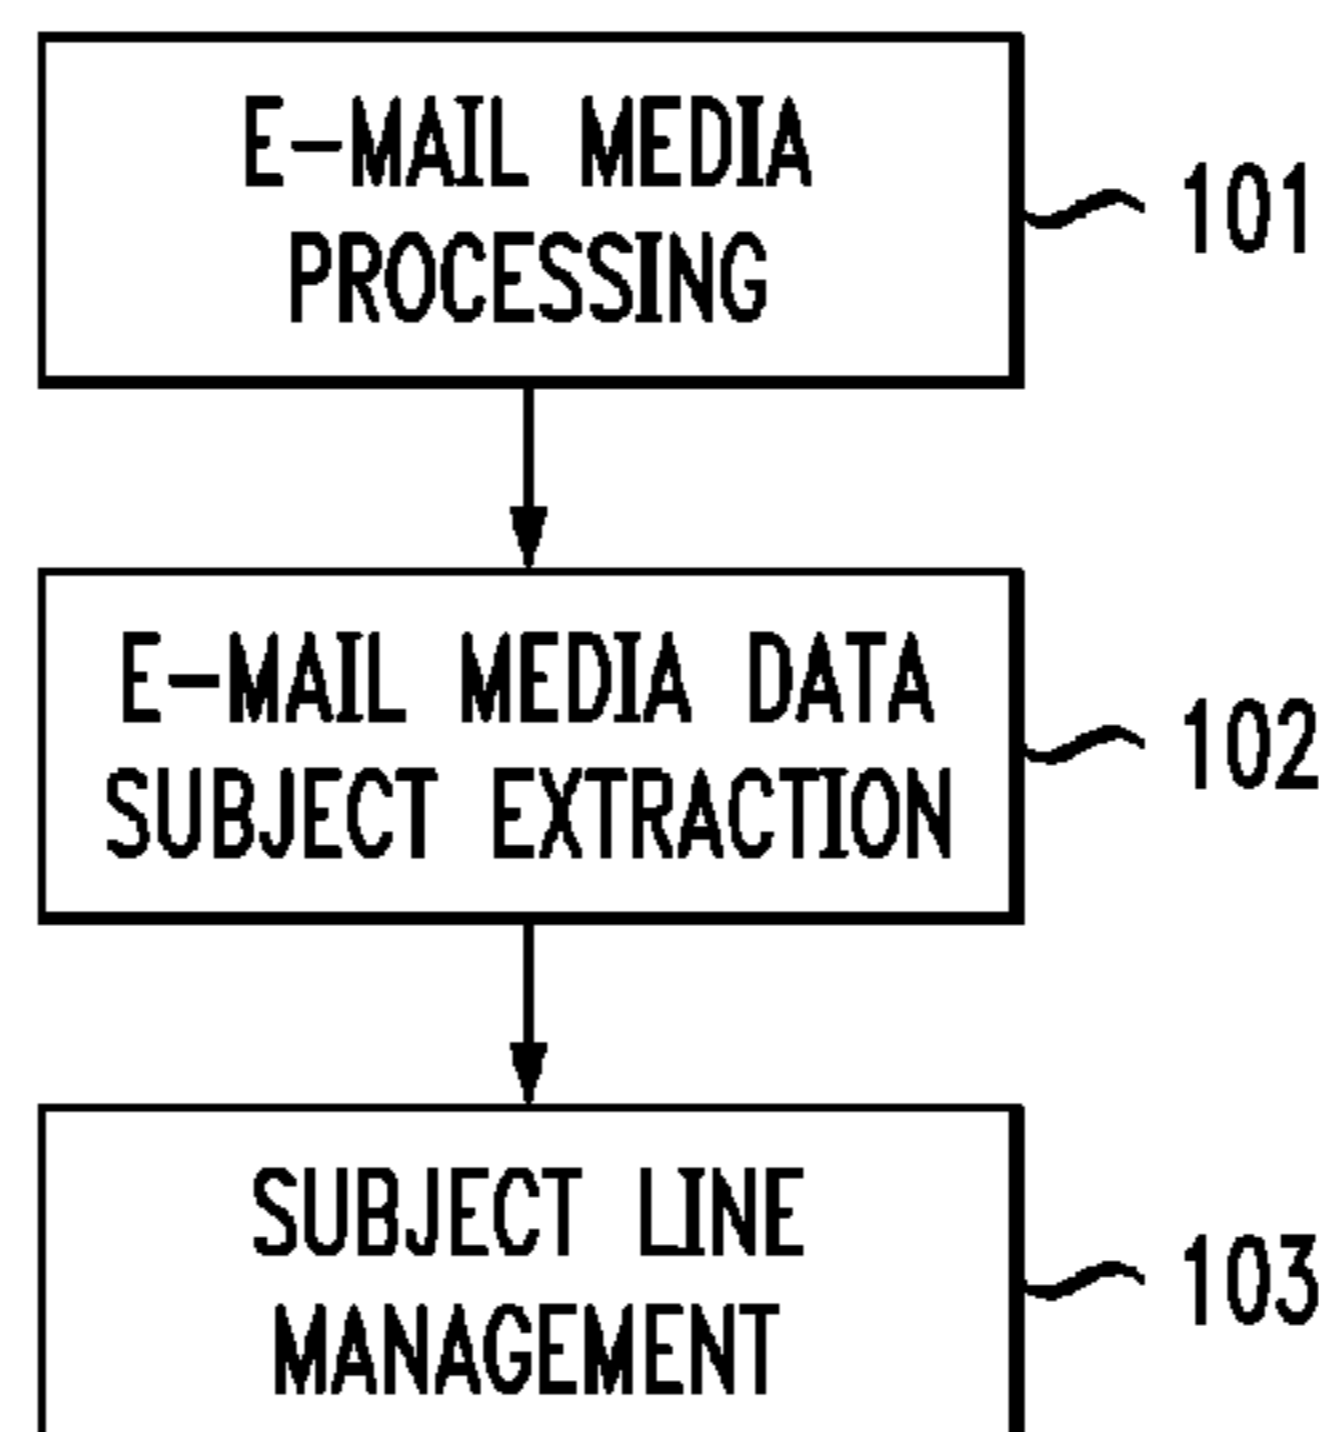 E-MAIL MEDIA
PROCESSING
101
E-MAIL MEDIA DATA
SUBJECT EXTRACTION
102
SUBJECT LINE
MANAGEMENT
103